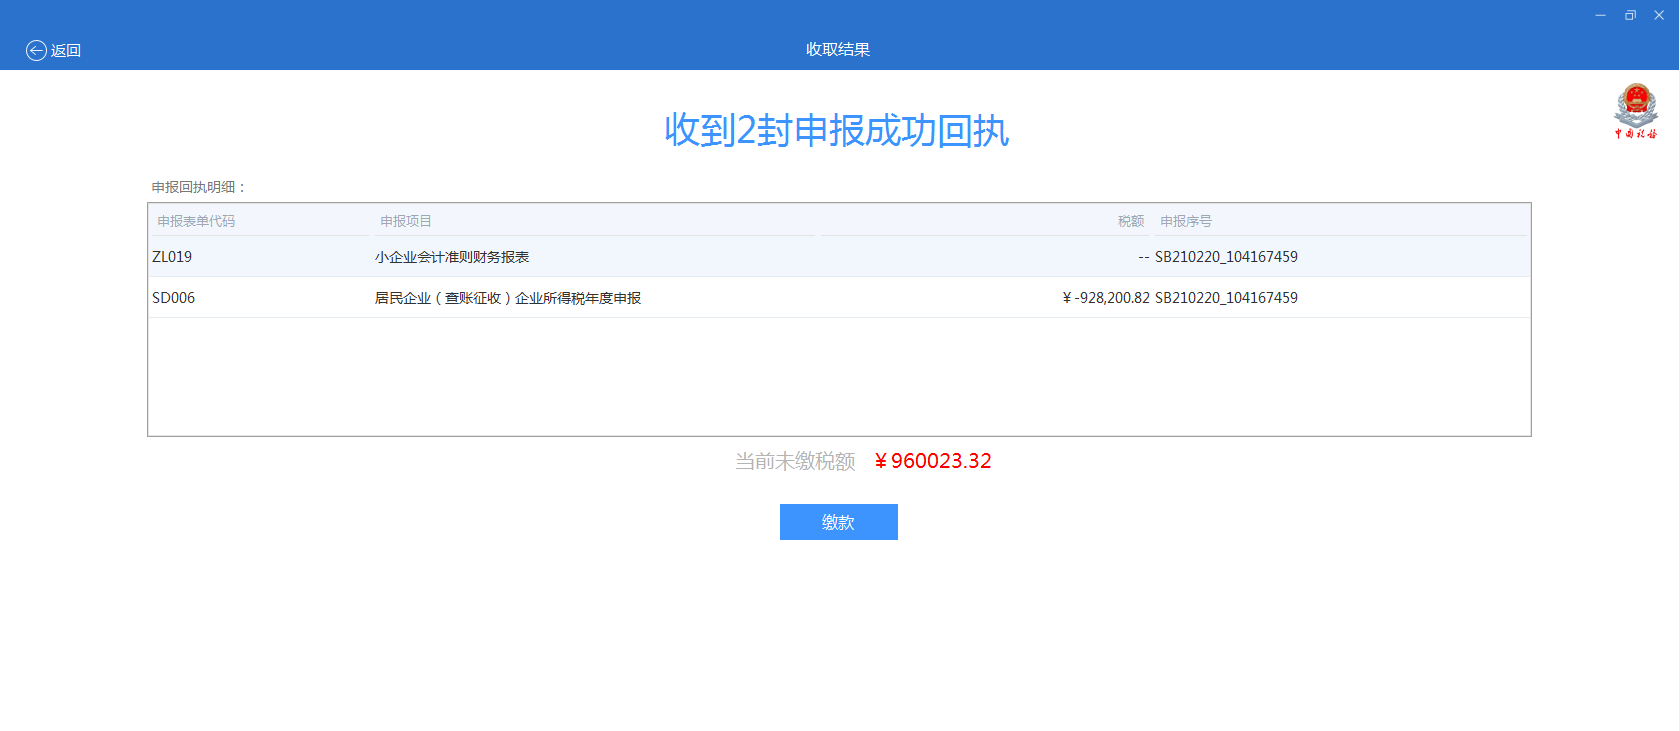 返回
收取结果
中国税务
收到2封申报成功回执
申报回执明细：
申报表单代码 申报项目 税额 申报序号
ZL019 小企业会计准则财务报表 -- SB210220_104167459
SD006 居民企业（查账征收）企业所得税年度申报 ¥-928,200.82 SB210220_104167459
当前未缴税额 ¥960023.32
缴款